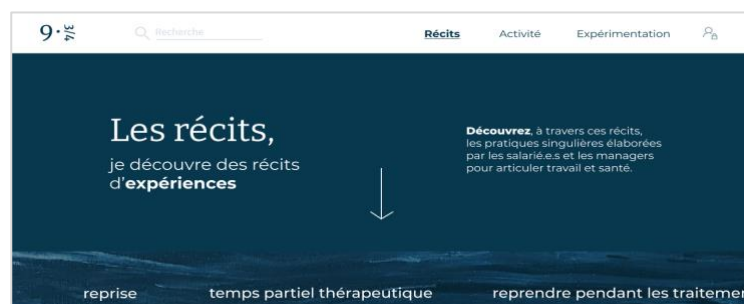 9·3/4
Recherche
Récits
Activité
Expérimentation
Les récits,
je découvre des récits
d'expériences
Découvrez, à travers ces récits,
les pratiques singulières élaborées
par les salarié.e.s et les managers
pour articuler travail et santé.
reprise
temps partiel thérapeutique
reprendre pendant les traitemen